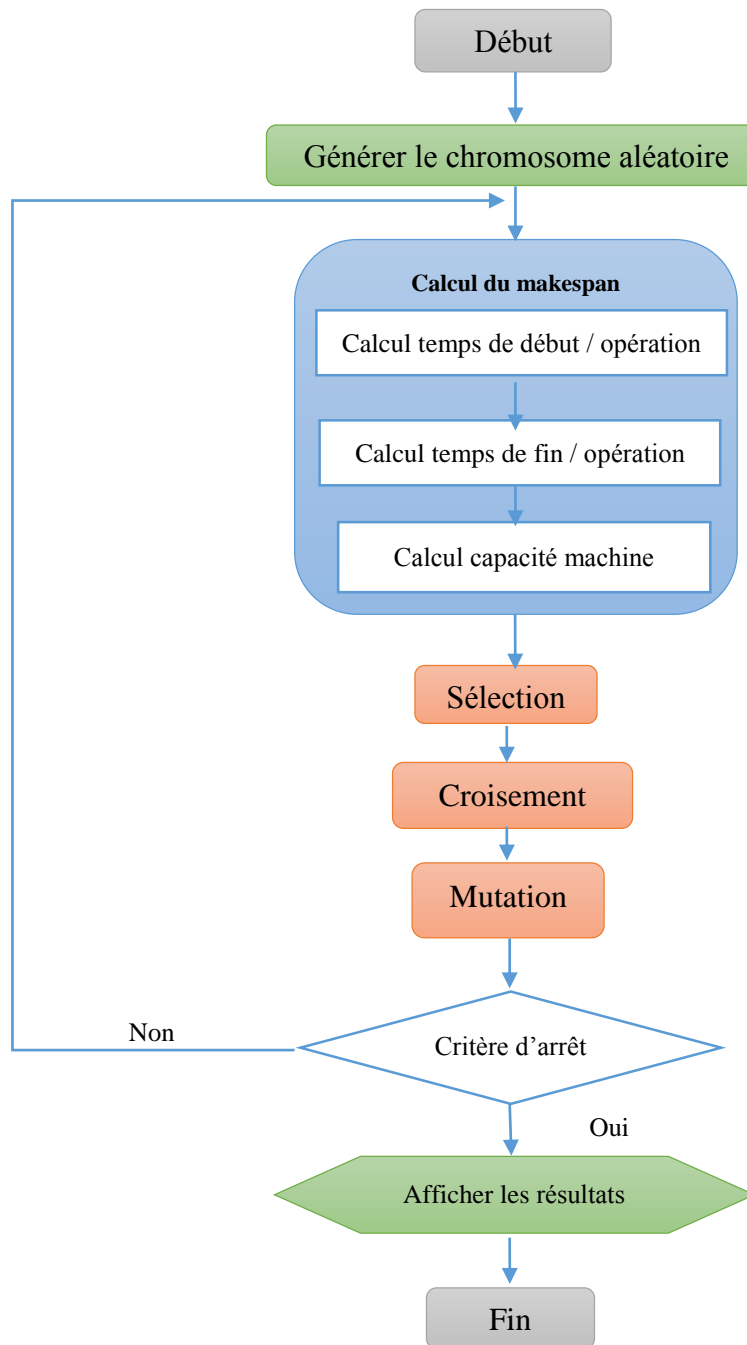 Début
Générer le chromosome aléatoire
Calcul du makespan
Calcul temps de début / opération
Calcul temps de fin / opération
Calcul capacité machine
Sélection
Croisement
Mutation
Non
Critère d’arrêt
Oui
Afficher les résultats
Fin